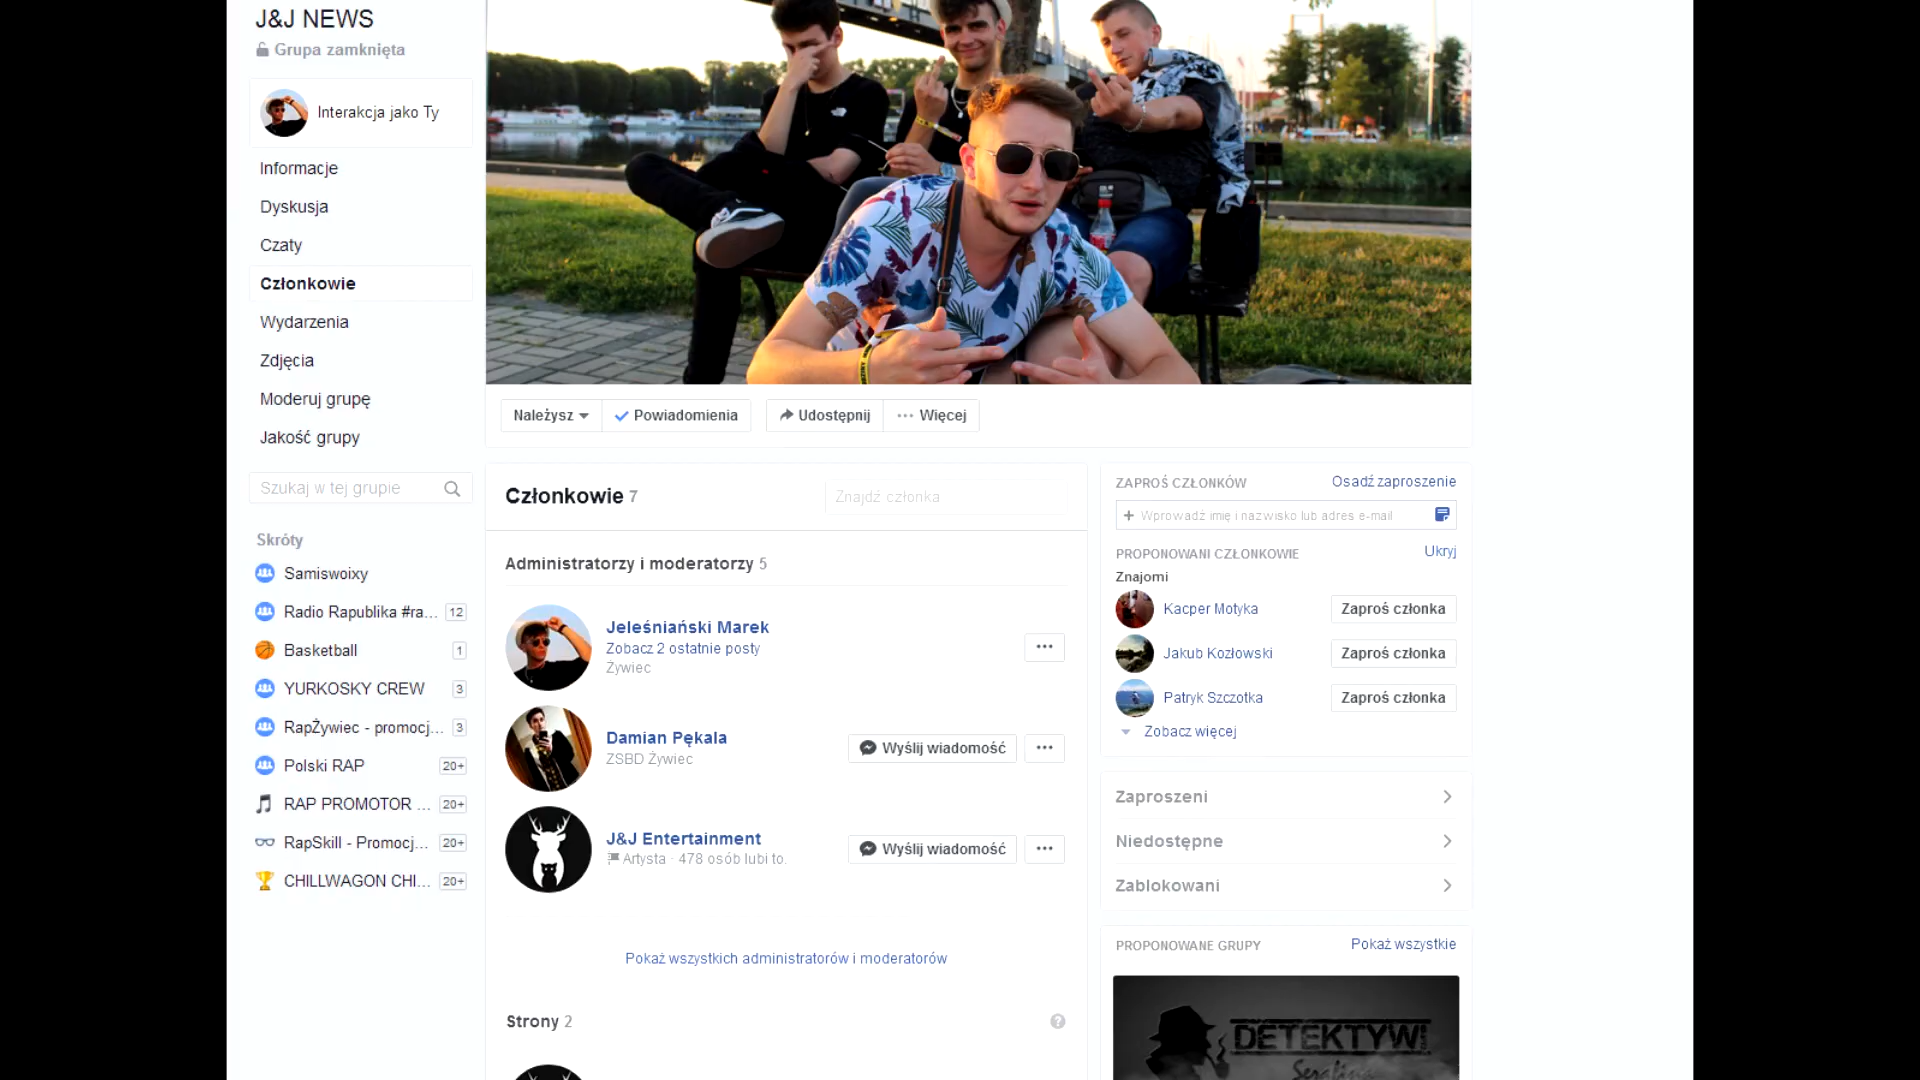 J&J NEWS
Grupa zamknięta
Interakcja jako Ty
Informacje
Dyskusja
Czaty
Członkowie
Wydarzenia
Zdjęcia
Moderuj grupę
Jakość grupy
Szukaj w tej grupie
Skróty
Samiswoixy
Radio Rapublika #ra... 12
Basketball 1
YURKOSKY CREW 3
RapŻywiec - promocj... 3
Polski RAP 20+
RAP PROMOTOR ... 20+
RapSkill - Promocj... 20+
CHILLWAGON CHI... 20+
Należysz
Powiadomienia
Udostępnij
Więcej
Członkowie 7
Znajdź członka
Administratorzy i moderatorzy 5
Jeleśniański Marek
Zobacz 2 ostatnie posty
Żywiec
Damian Pękala
ZSBD Żywiec
Wyślij wiadomość
J&J Entertainment
Artysta · 478 osób lubi to.
Wyślij wiadomość
Pokaż wszystkich administratorów i moderatorów
Strony 2
ZAPROŚ CZŁONKÓW
Osadź zaproszenie
+ Wprowadź imię i nazwisko lub adres e-mail
PROPONOWANI CZŁONKOWIE
Ukryj
Znajomi
Kacper Motyka
Zaproś członka
Jakub Kozłowski
Zaproś członka
Patryk Szczotka
Zaproś członka
Zobacz więcej
Zaproszeni
Niedostępne
Zablokowani
PROPONOWANE GRUPY
Pokaż wszystkie
DETEKTYWI